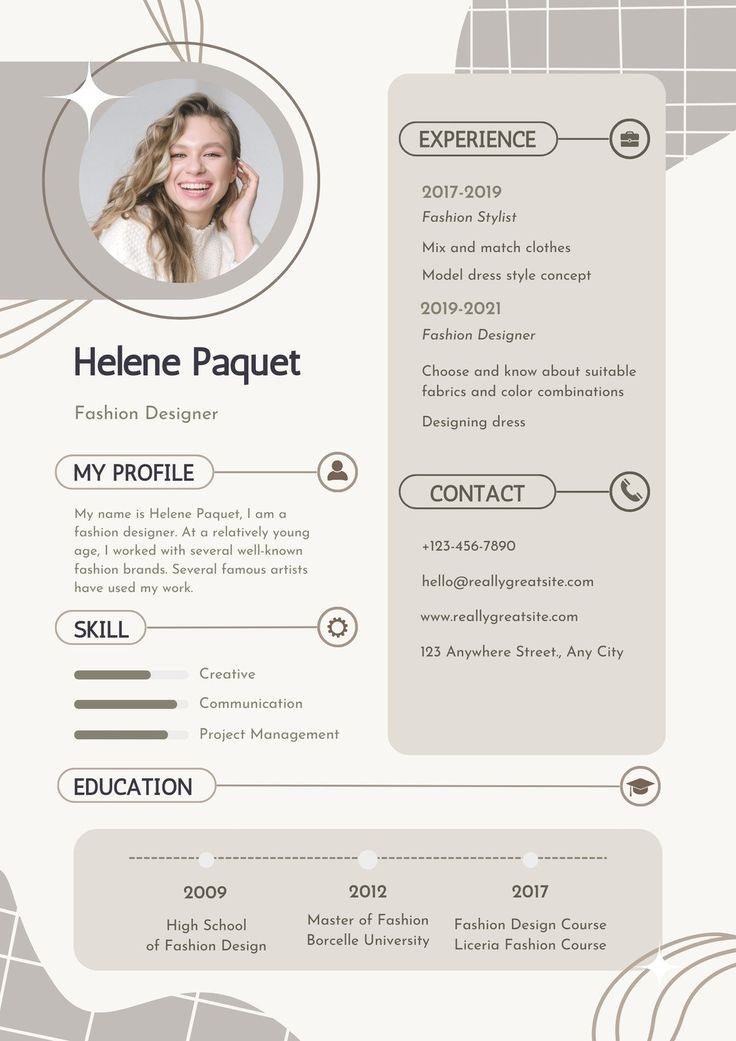 Helene Paquet
Fashion Designer
MY PROFILE
My name is Helene Paquet, I am a
fashion designer. At a relatively young
age, I worked with several well-known
fashion brands. Several famous artists
have used my work.
SKILL
Creative
Communication
Project Management
EXPERIENCE
2017-2019
Fashion Stylist
Mix and match clothes
Model dress style concept
2019-2021
Fashion Designer
Choose and know about suitable
fabrics and color combinations
Designing dress
CONTACT
+123-456-7890
hello@reallygreatsite.com
www.reallygreatsite.com
123 Anywhere Street., Any City
EDUCATION
2009
High School
of Fashion Design
2012
Master of Fashion
Borcelle University
2017
Fashion Design Course
Liceria Fashion Course